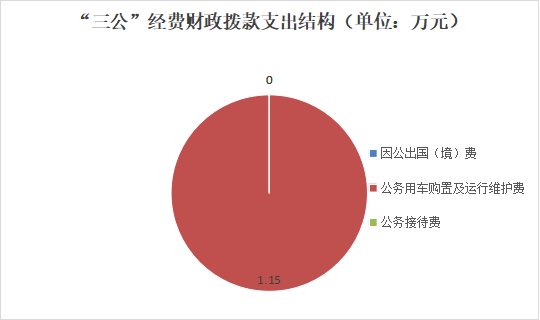 “三公”经费财政拨款支出结构（单位：万元）
0
因公出国（境）费
公务用车购置及运行维护费
公务接待费
1.15